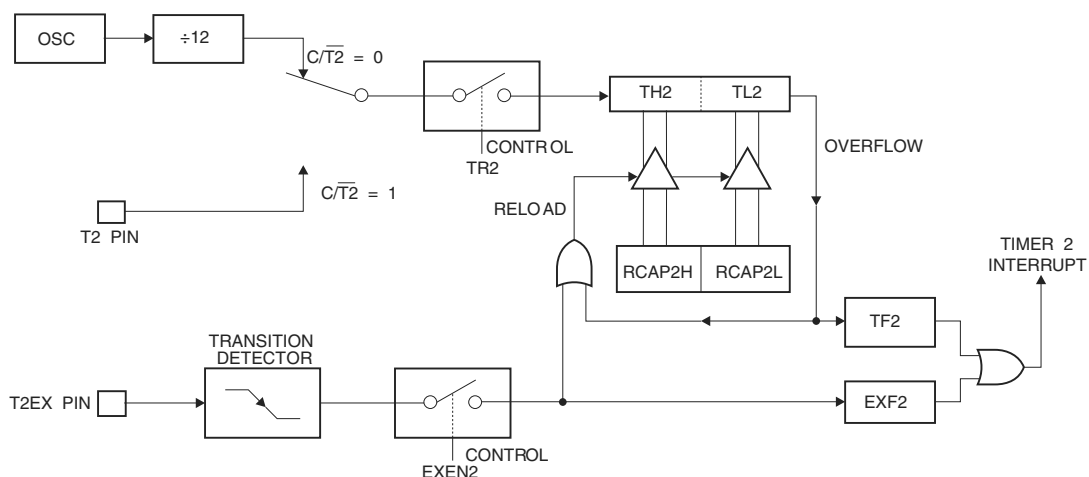 OSC
÷12
C/T2̅ = 0
TH2
TL2
CONTROL
TR2
OVERFLOW
C/T2̅ = 1
RELOAD
T2 PIN
TIMER 2
INTERRUPT
RCAP2H
RCAP2L
TF2
TRANSITION
DETECTOR
T2EX PIN
EXF2
CONTROL
EXEN2